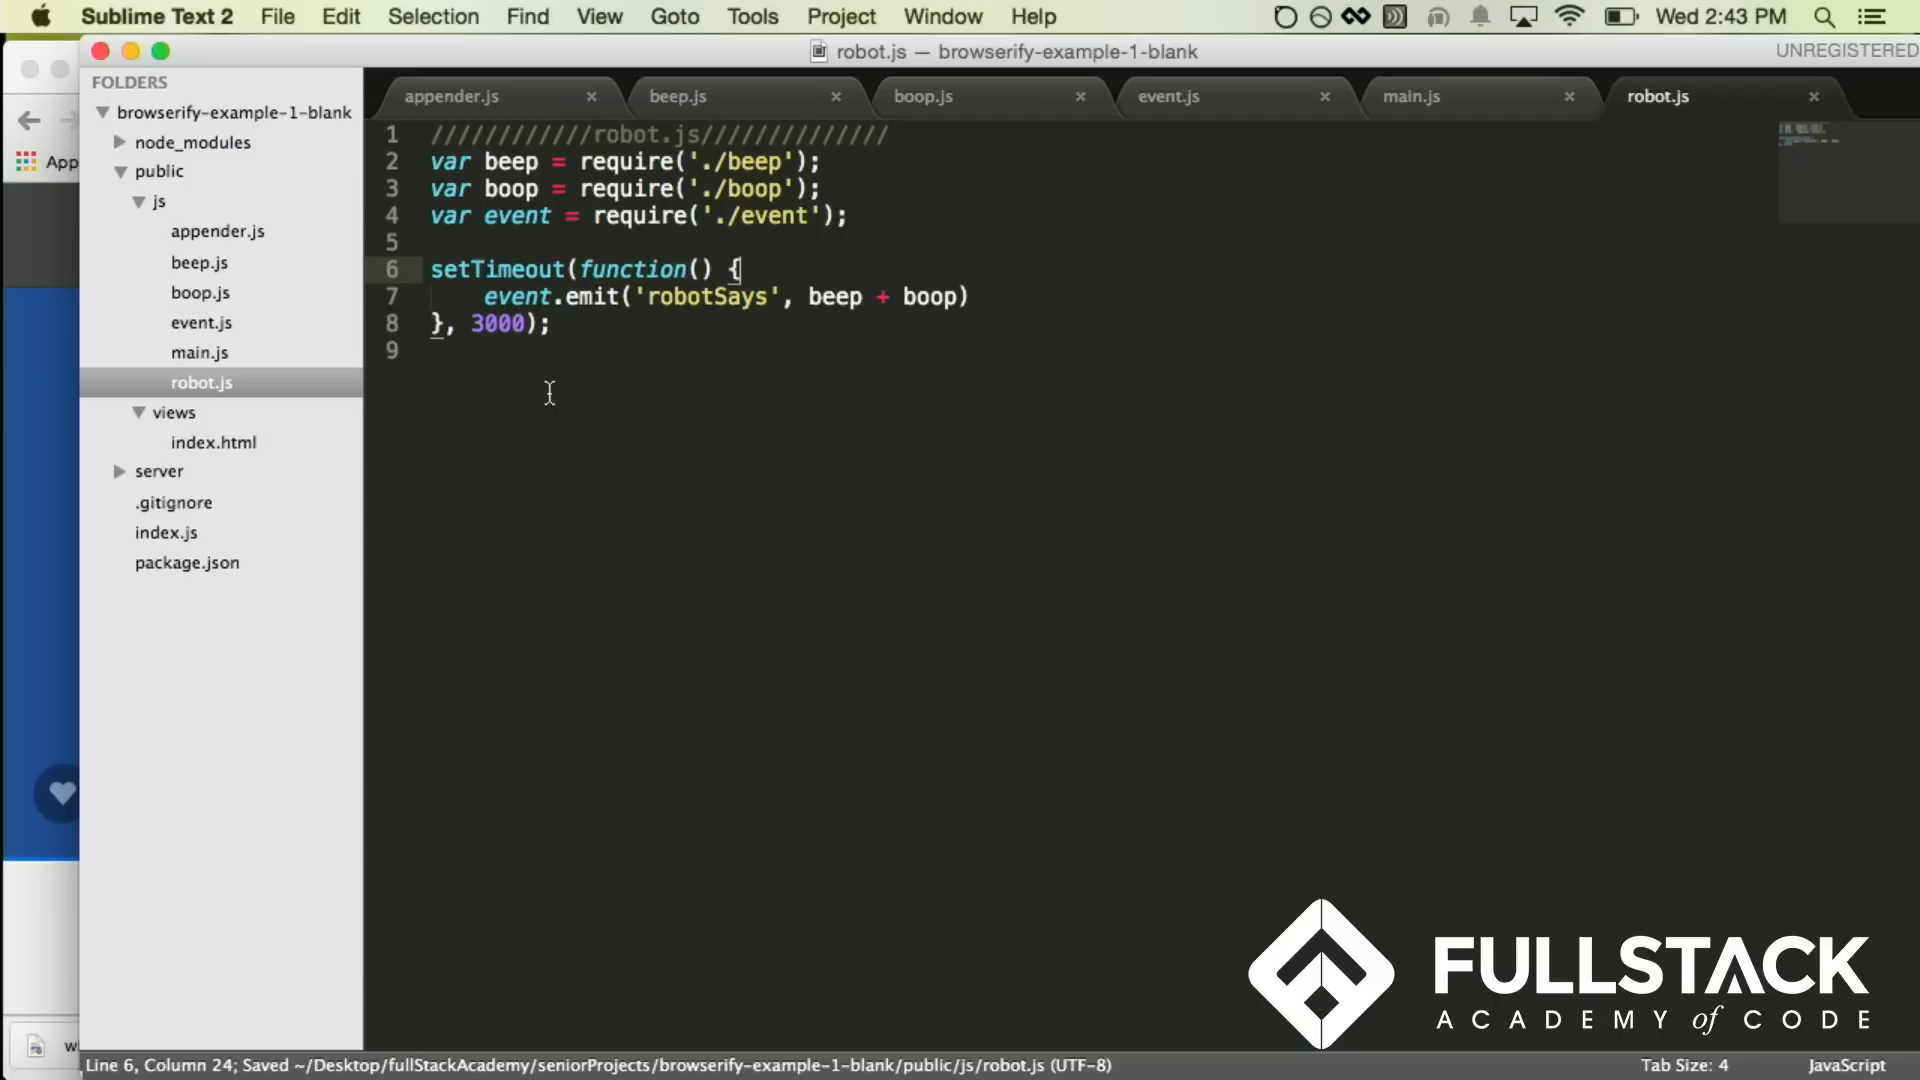 Sublime Text 2 File Edit Selection Find View Goto Tools Project Window Help Wed 2:43 PM
robot.js — browserify-example-1-blank UNREGISTERED
FOLDERS
browserify-example-1-blank
node_modules
public
js
appender.js
beep.js
boop.js
event.js
main.js
robot.js
views
index.html
server
.gitignore
index.js
package.json
App
appender.js beep.js boop.js event.js main.js robot.js
1 ////////////robot.js//////////////
2 var beep = require('./beep');
3 var boop = require('./boop');
4 var event = require('./event');
5
6 setTimeout(function() {
7 event.emit('robotSays', beep + boop)
8 }, 3000);
9
FULLSTACK
ACADEMY of CODE
Line 6, Column 24; Saved ~/Desktop/fullStackAcademy/seniorProjects/browserify-example-1-blank/public/js/robot.js (UTF-8) Tab Size: 4 JavaScript